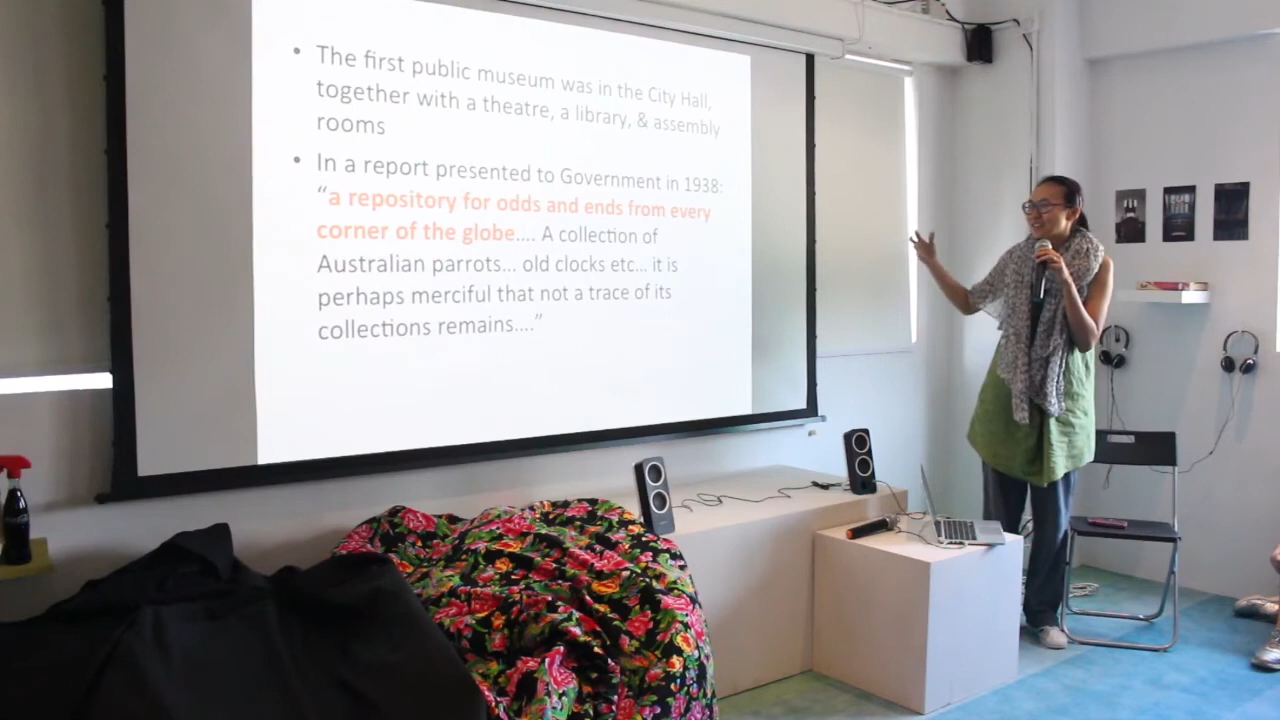 • The first public museum was in the City Hall,
together with a theatre, a library, & assembly
rooms
• In a report presented to Government in 1938:
“a repository for odds and ends from every
corner of the globe.... A collection of
Australian parrots... old clocks etc... it is
perhaps merciful that not a trace of its
collections remains....”